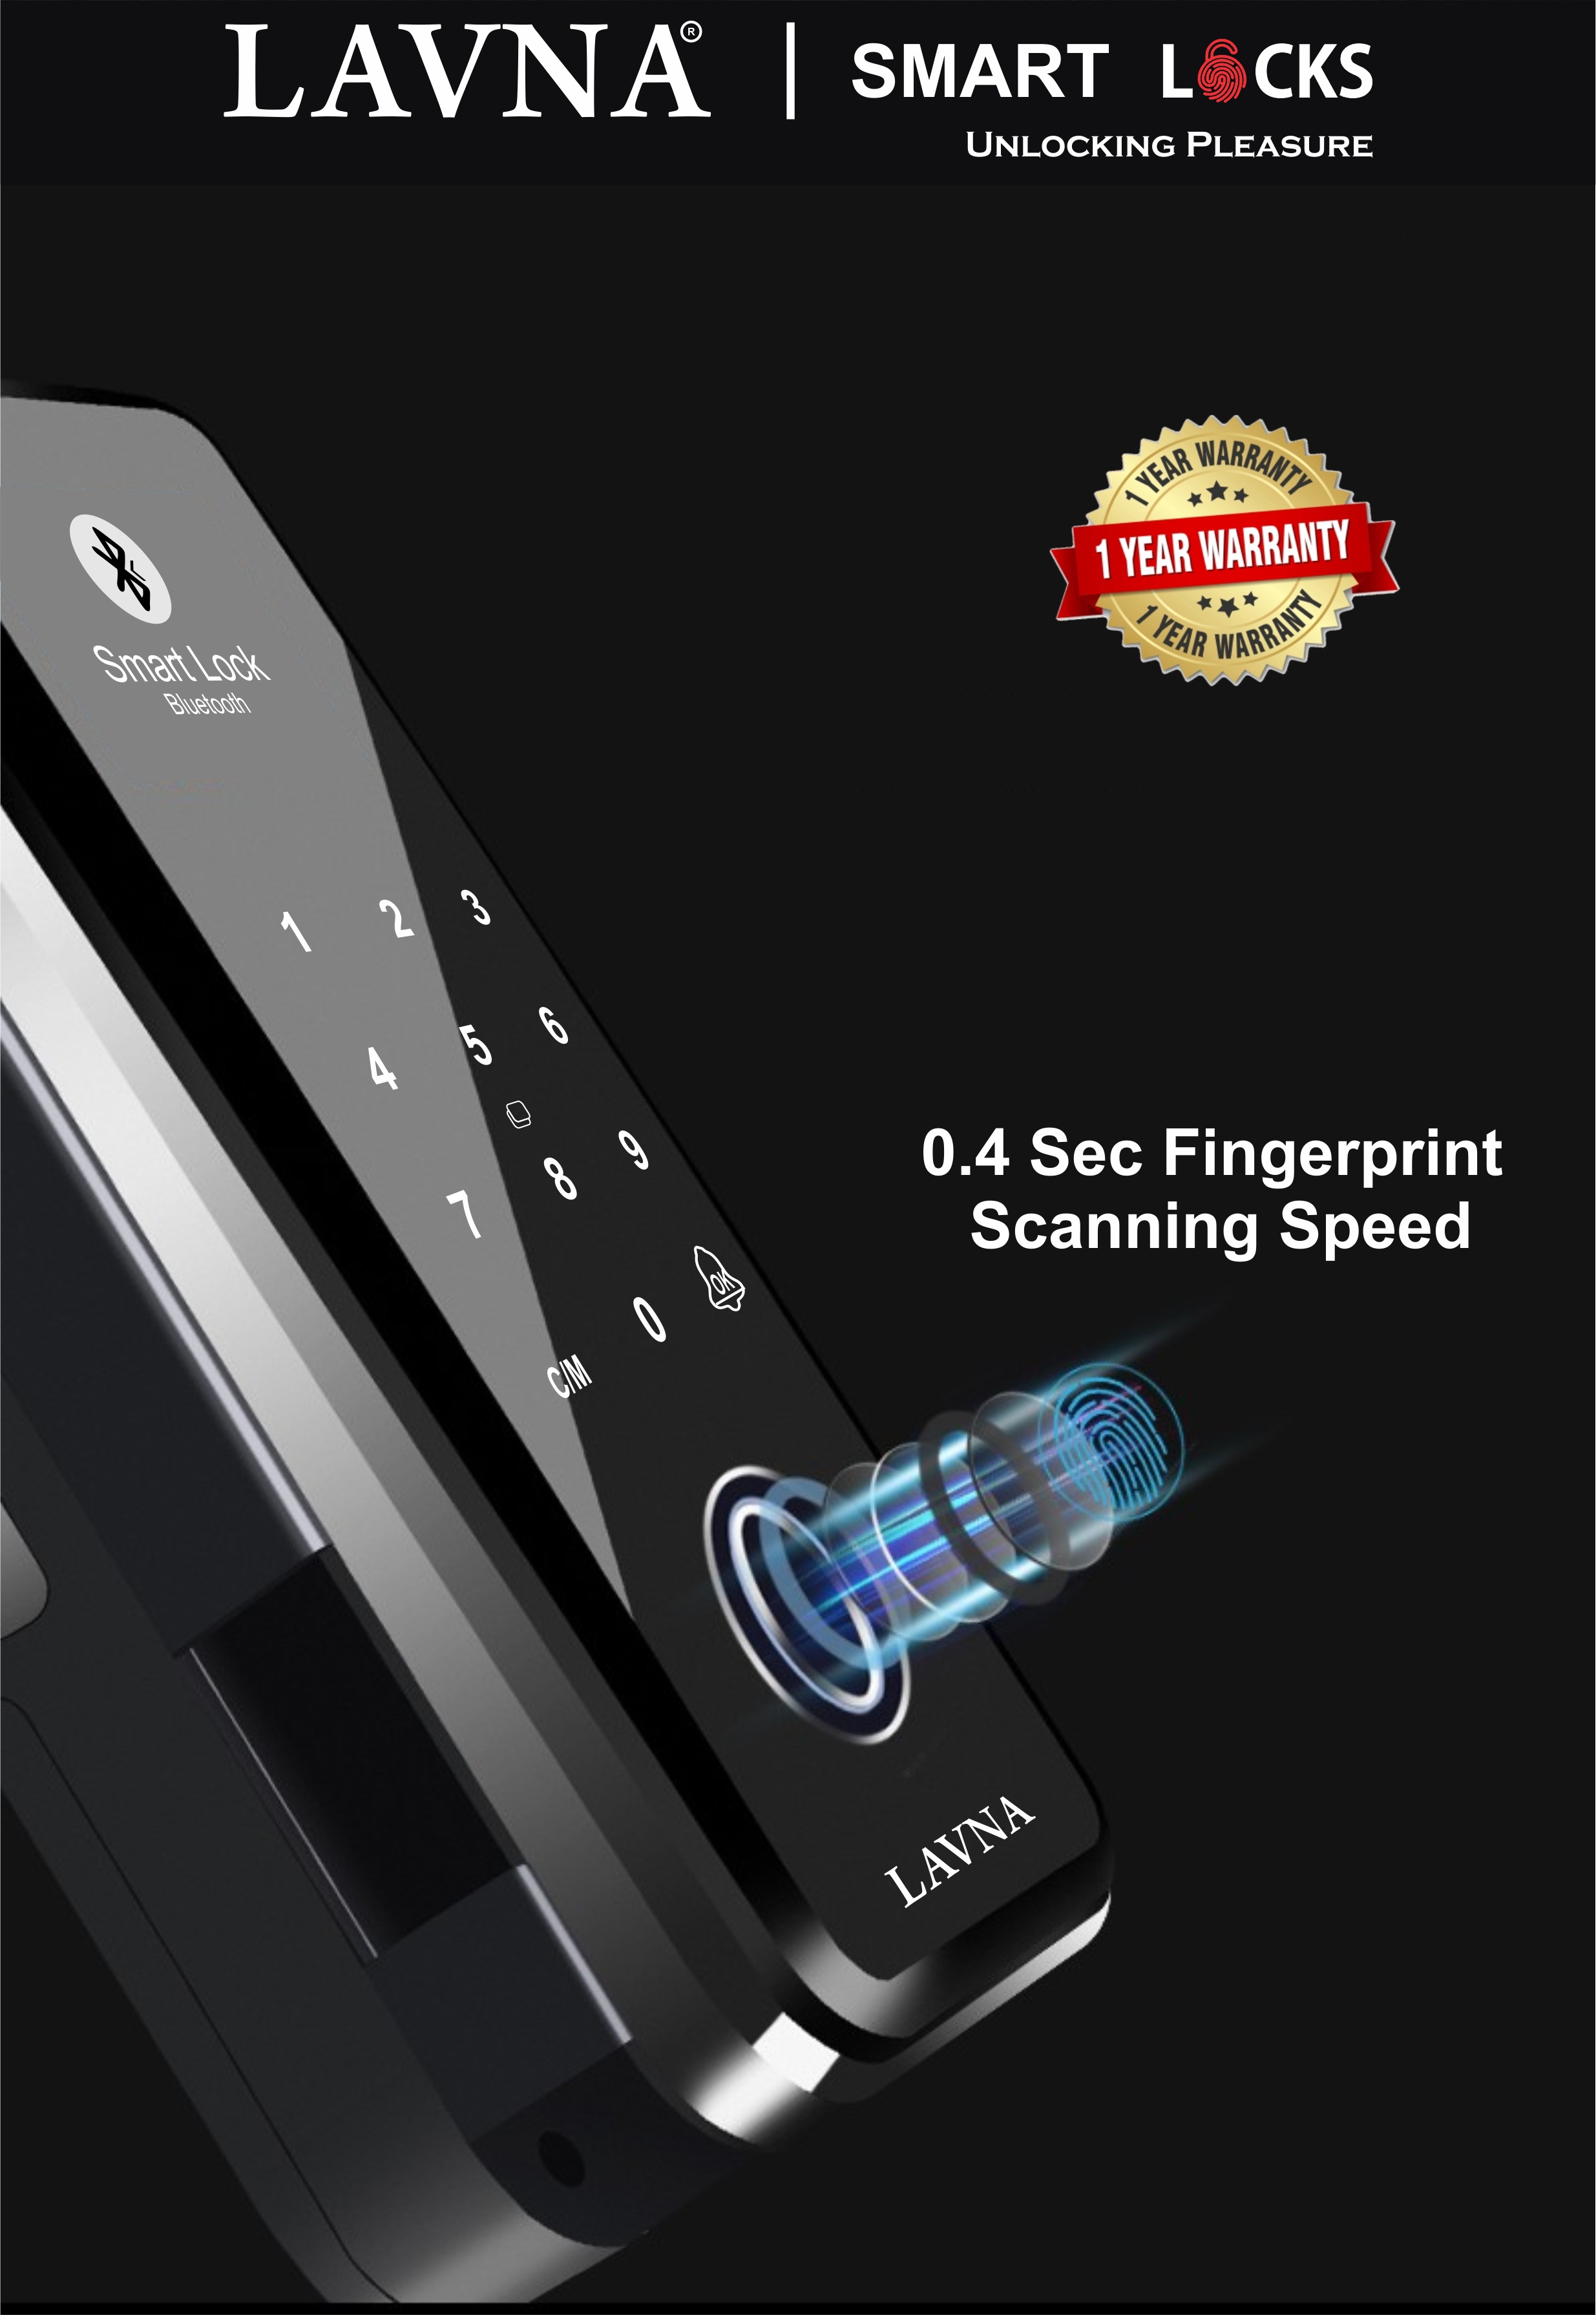 LAVNA®
SMART LOCKS
UNLOCKING PLEASURE
1 YEAR WARRANTY
1 YEAR WARRANTY
1 YEAR WARRANTY
Smart Lock
Bluetooth
1 2 3
4 5 6
7 8 9
C/M 0 OK
0.4 Sec Fingerprint
Scanning Speed
LAVNA